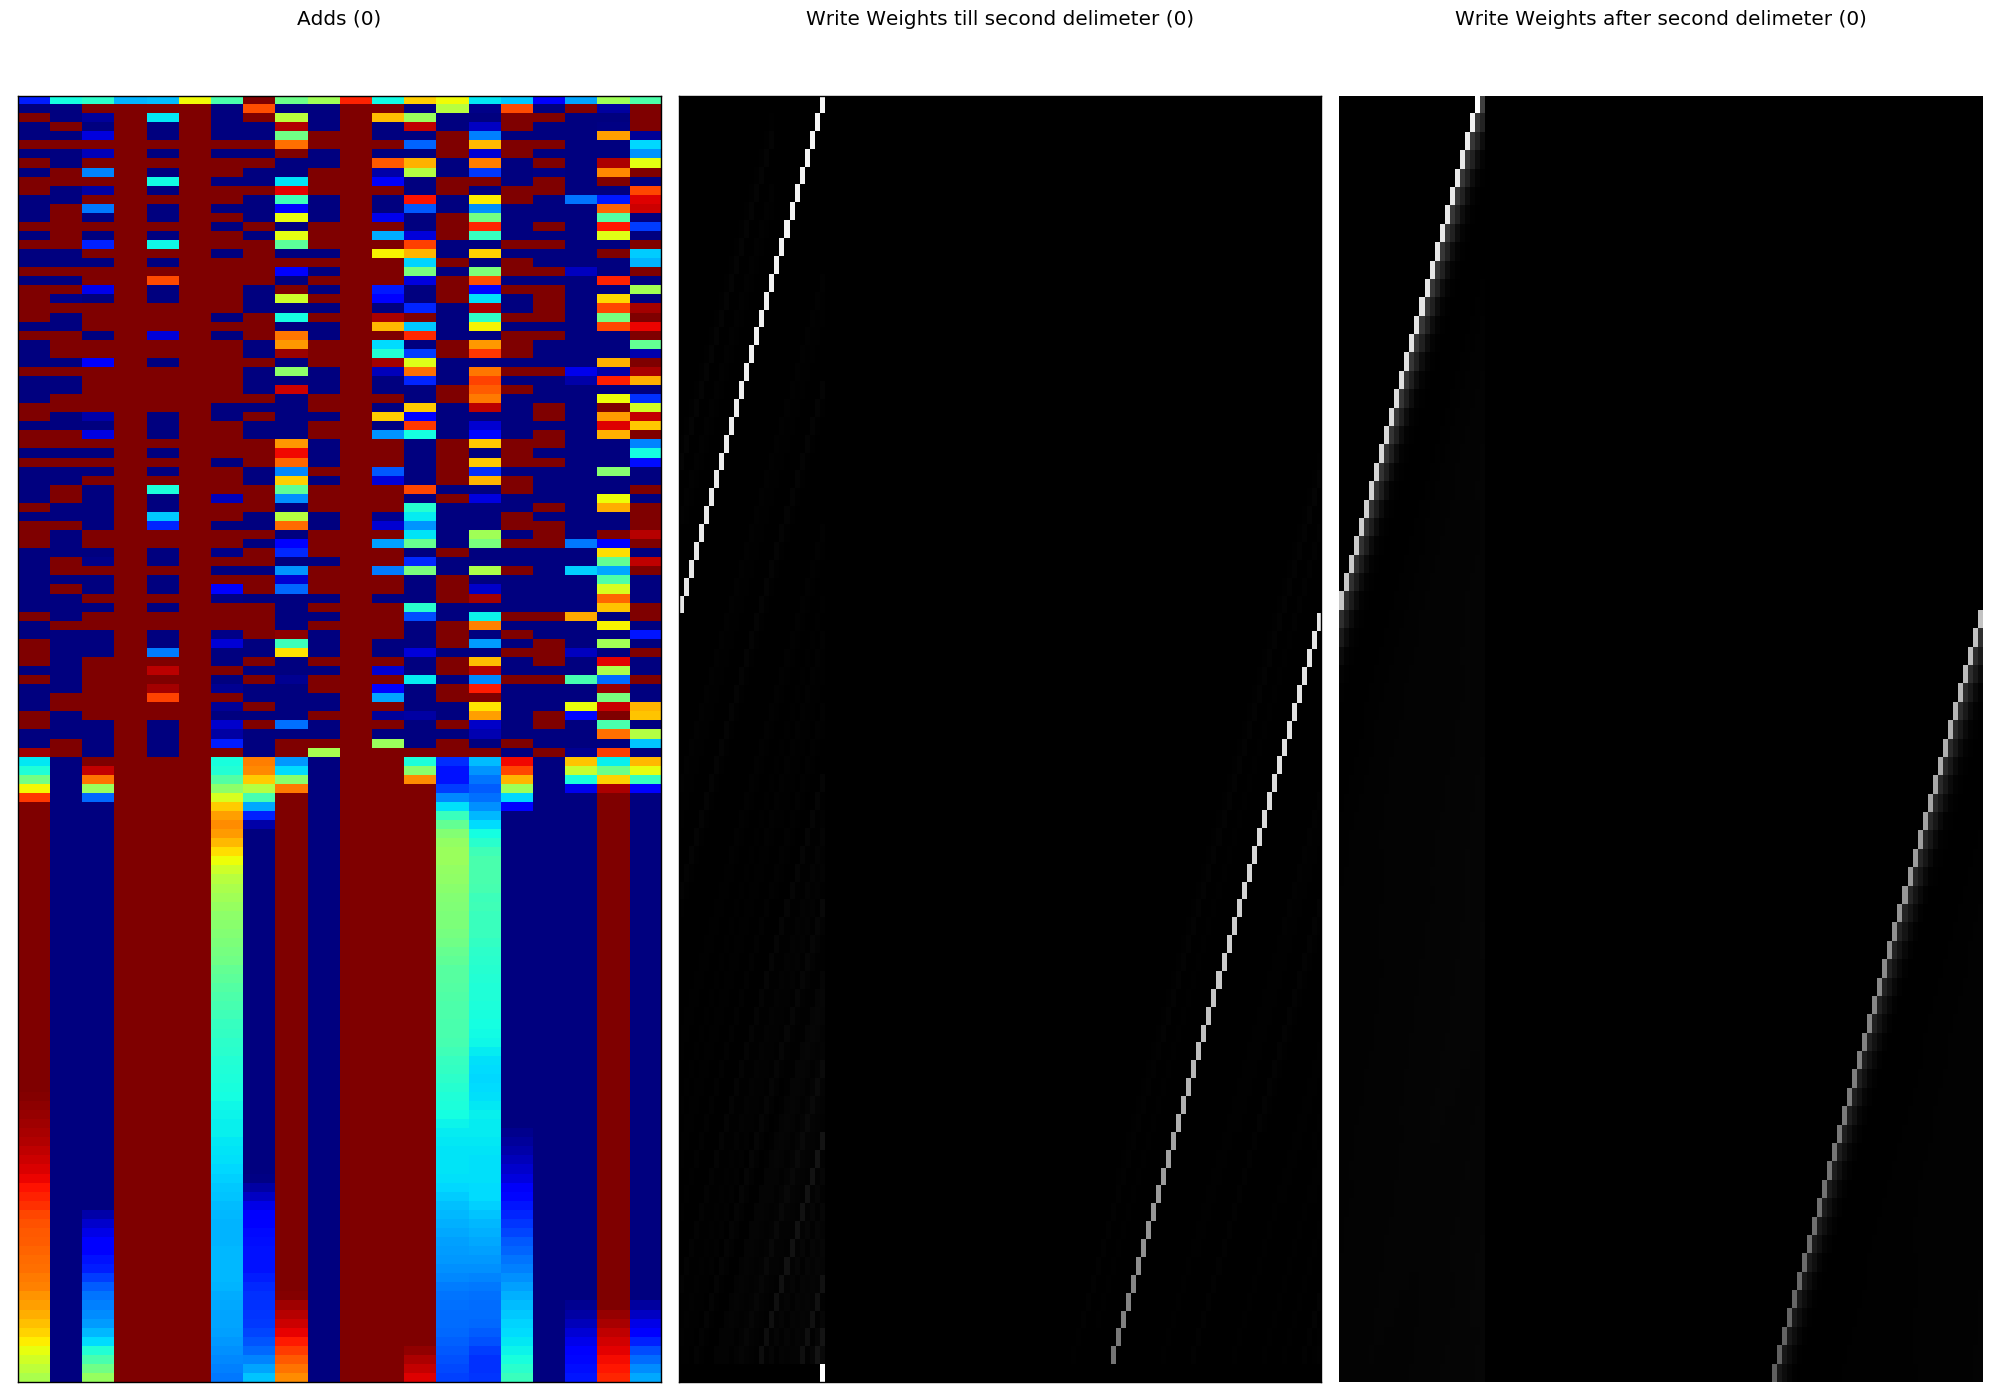 Adds (0)
Write Weights till second delimeter (0)
Write Weights after second delimeter (0)